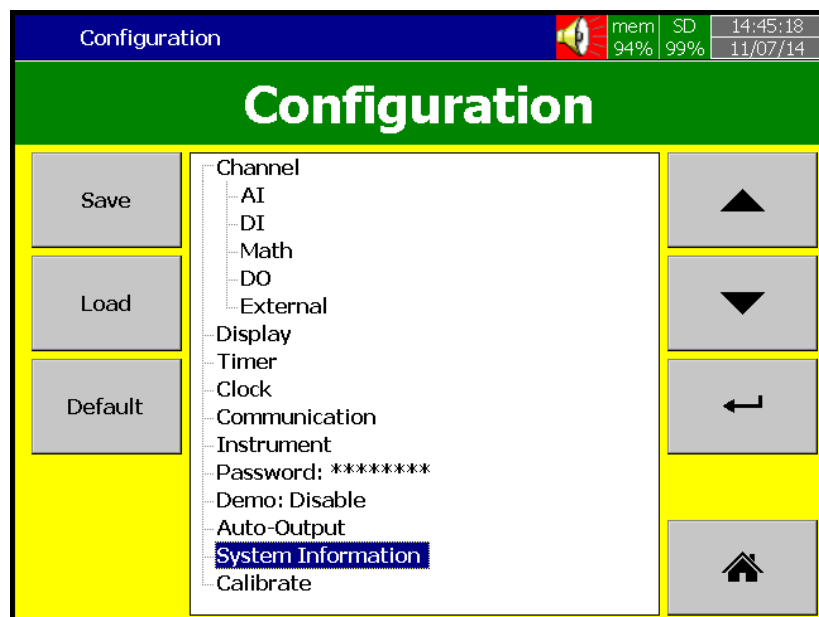 Configuration
mem SD 14:45:18
94% 99% 11/07/14
Configuration
Save
Load
Default
Channel
AI
DI
Math
DO
External
Display
Timer
Clock
Communication
Instrument
Password: ********
Demo: Disable
Auto-Output
System Information
Calibrate